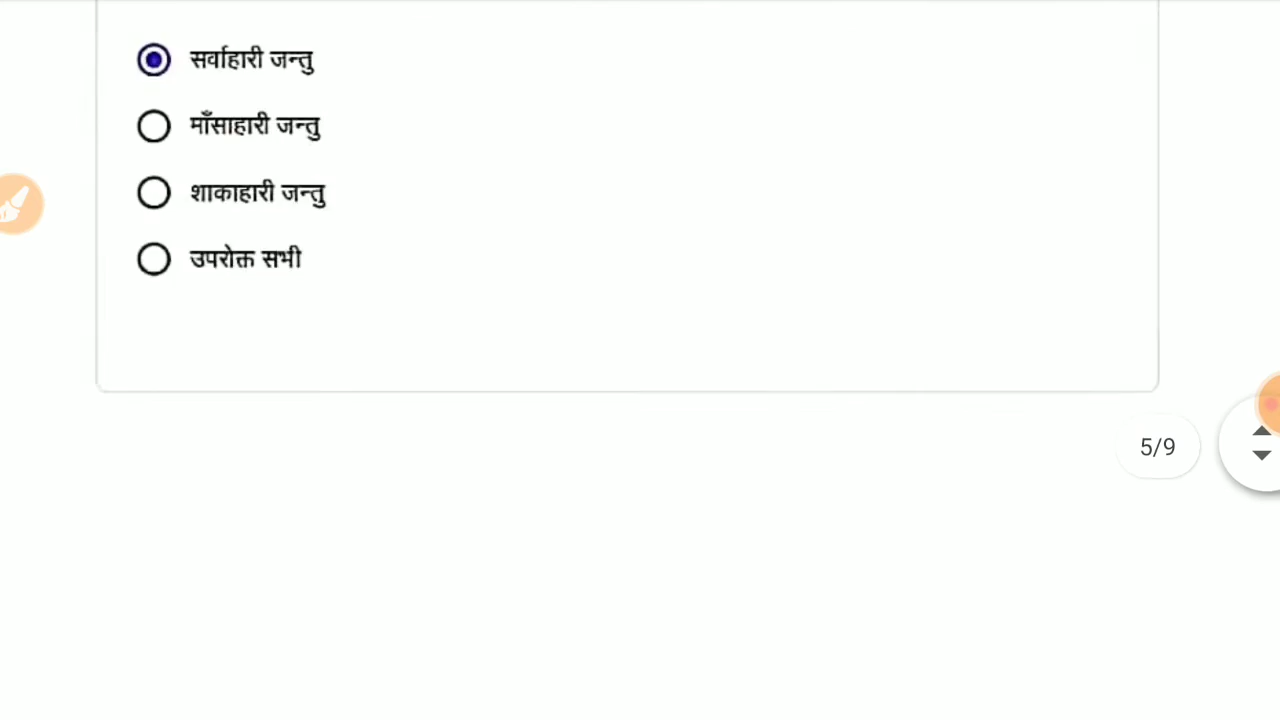 सर्वाहारी जन्तु
माँसाहारी जन्तु
शाकाहारी जन्तु
उपरोक्त सभी
5/9